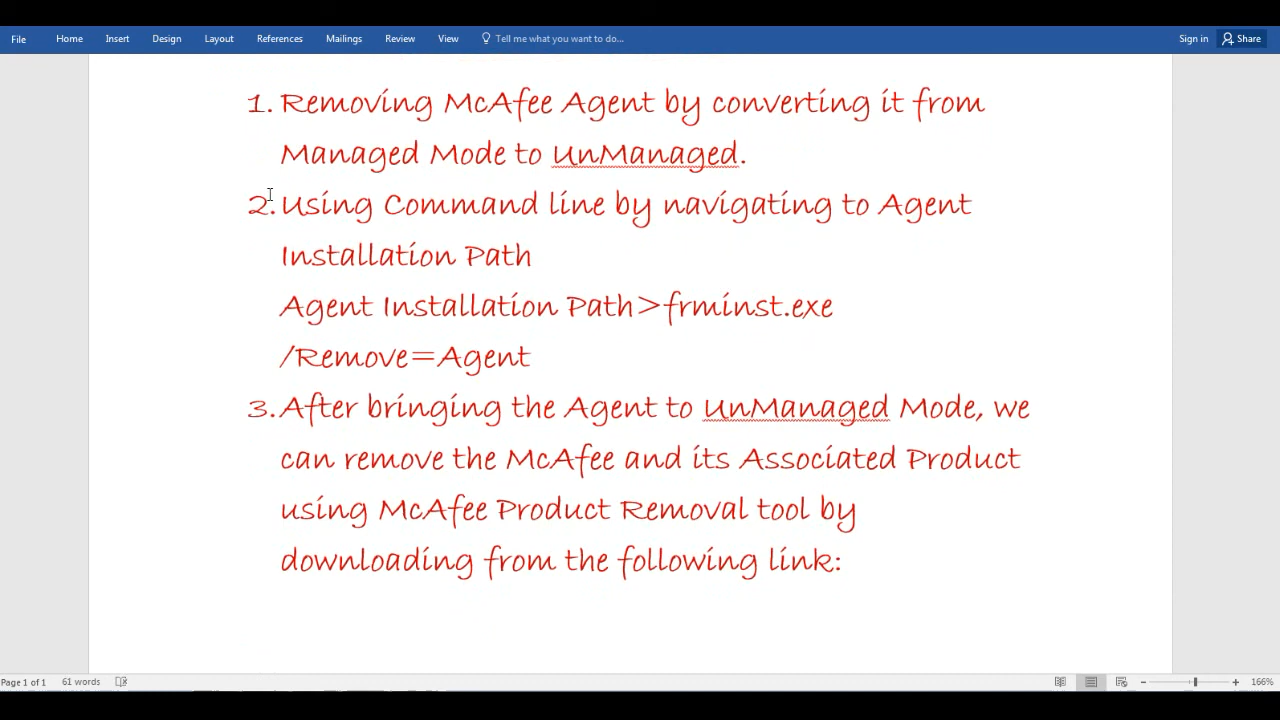 File Home Insert Design Layout References Mailings Review View Tell me what you want to do... Sign in Share
1. Removing McAfee Agent by converting it from
Managed Mode to UnManaged.
2. Using Command line by navigating to Agent
Installation Path
Agent Installation Path>frminst.exe
/Remove=Agent
3. After bringing the Agent to UnManaged Mode, we
can remove the McAfee and its Associated Product
using McAfee Product Removal tool by
downloading from the following link:
Page 1 of 1 61 words 166%